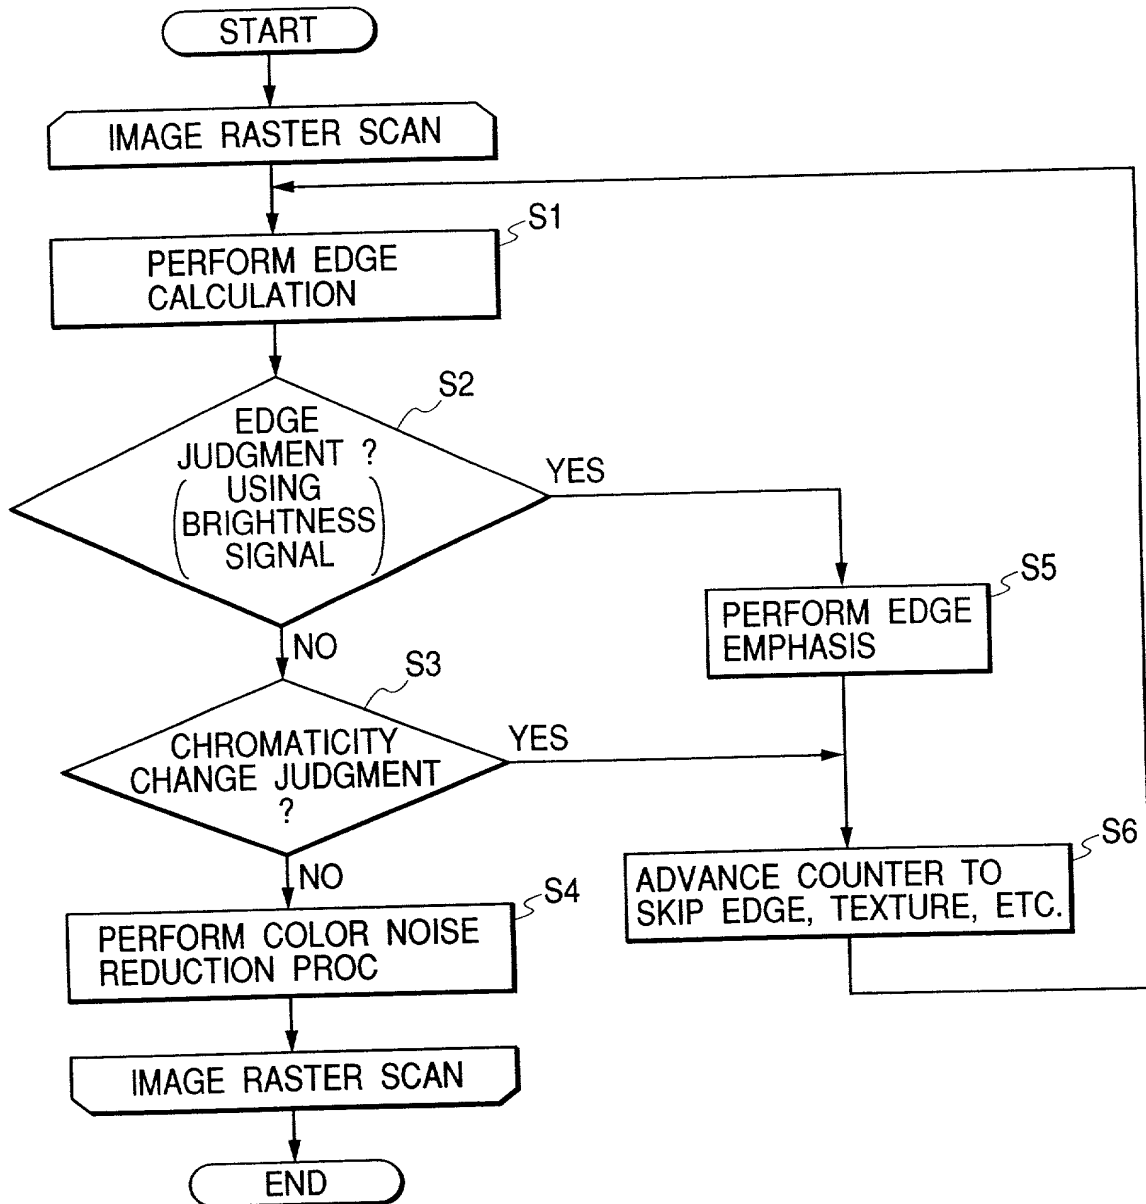 START
IMAGE RASTER SCAN
S1
PERFORM EDGE
CALCULATION
S2
EDGE
JUDGMENT ?
USING
BRIGHTNESS
SIGNAL
YES
NO
S5
PERFORM EDGE
EMPHASIS
S3
CHROMATICITY
CHANGE JUDGMENT
?
YES
NO
S6
ADVANCE COUNTER TO
SKIP EDGE, TEXTURE, ETC.
S4
PERFORM COLOR NOISE
REDUCTION PROC
IMAGE RASTER SCAN
END